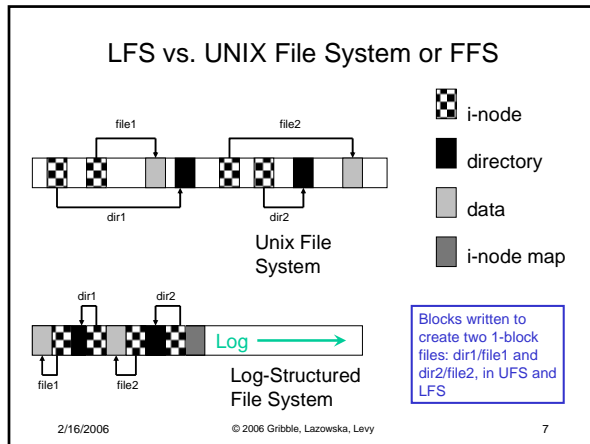 LFS vs. UNIX File System or FFS
file1
file2
dir1
dir2
Unix File
System
i-node
directory
data
i-node map
dir1
dir2
Log
file1
file2
Log-Structured
File System
Blocks written to
create two 1-block
files: dir1/file1 and
dir2/file2, in UFS and
LFS
2/16/2006
© 2006 Gribble, Lazowska, Levy
7